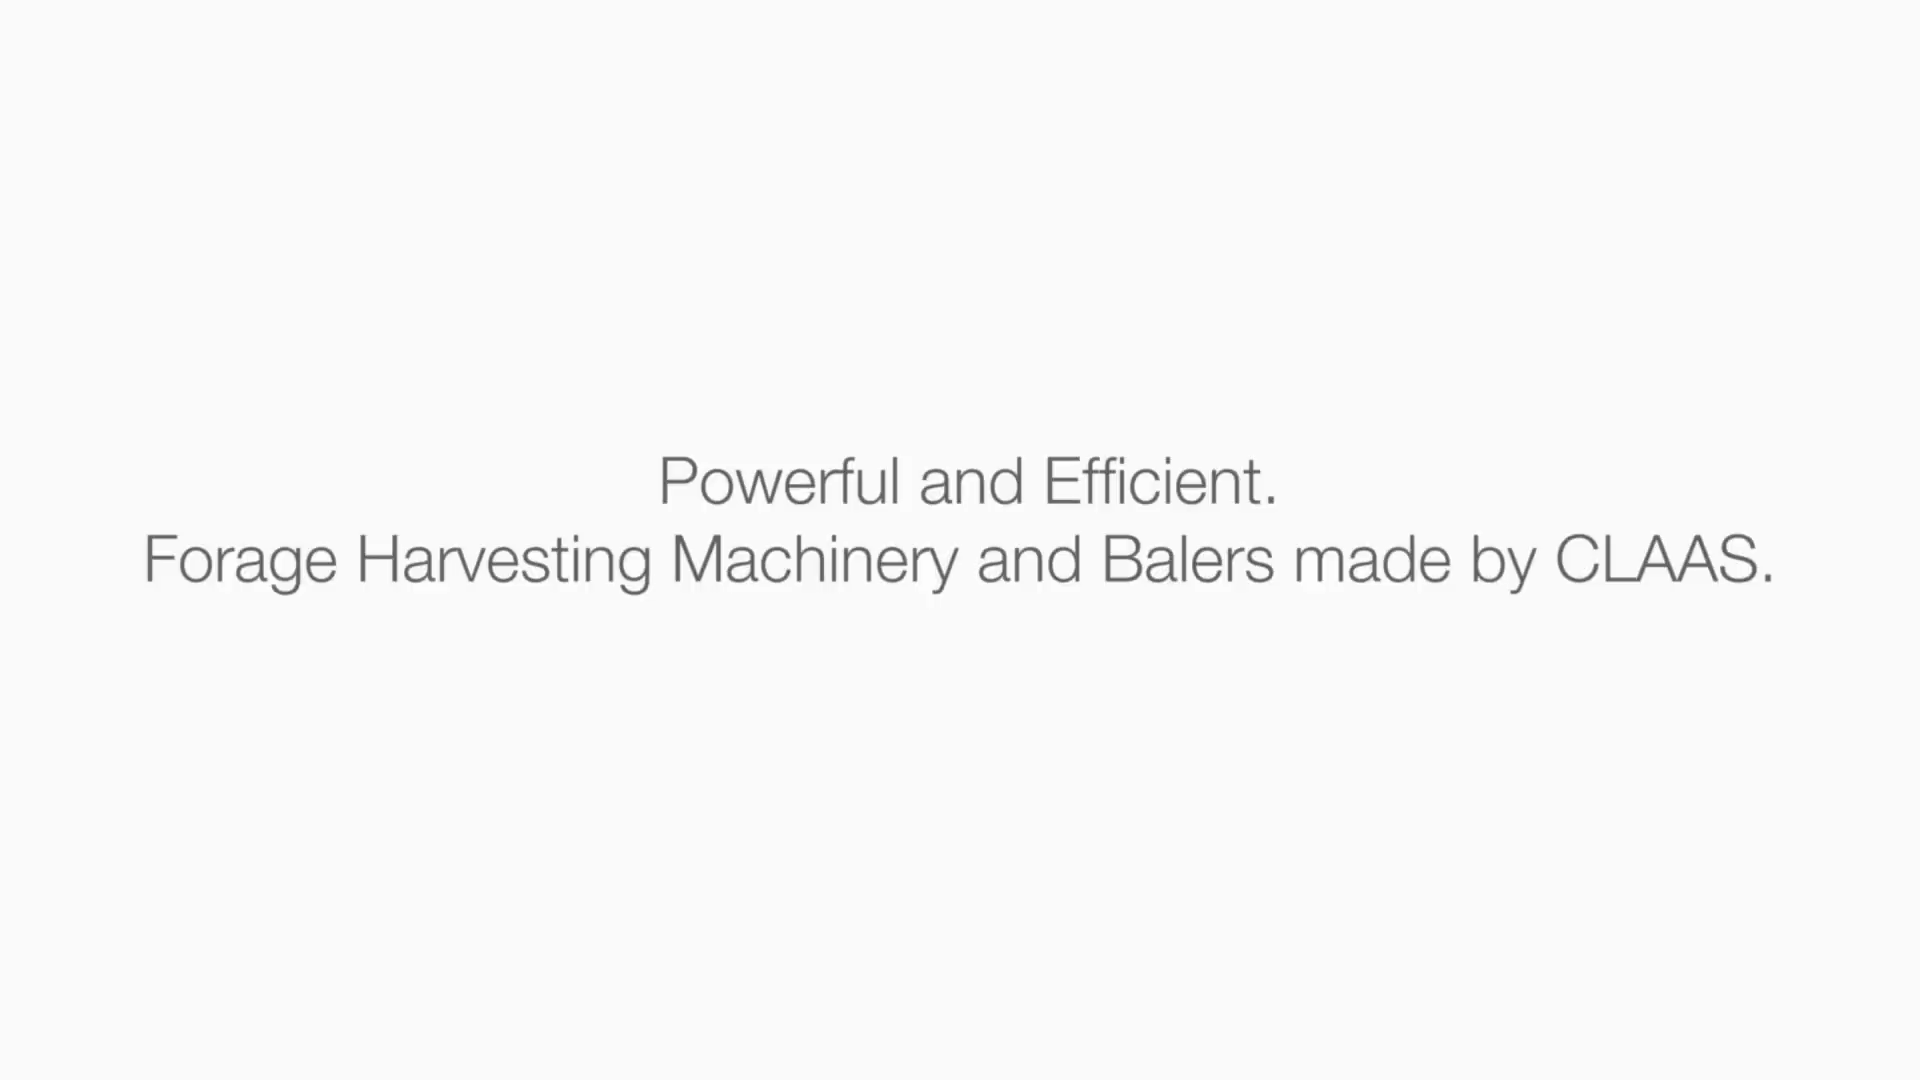 Powerful and Efficient.
Forage Harvesting Machinery and Balers made by CLAAS.